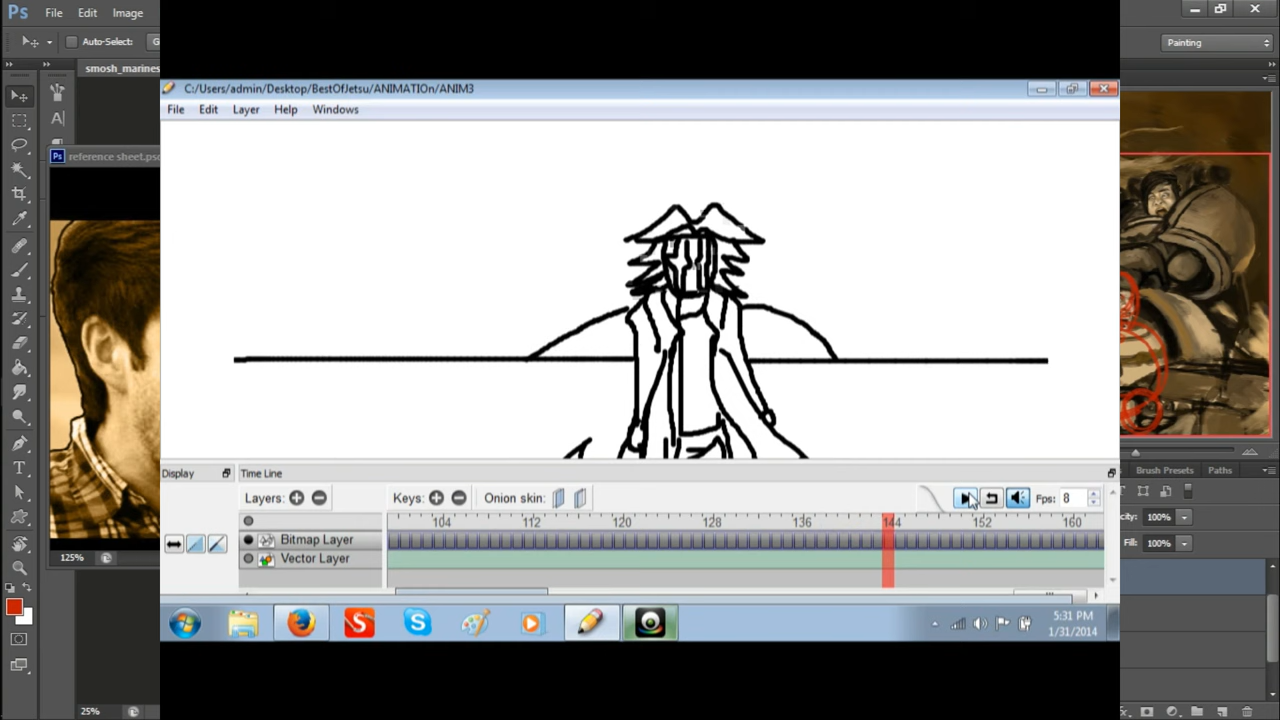 Ps File Edit Image
Auto-Select: G
Painting
smosh_marines
C:/Users/admin/Desktop/BestOfJetsu/ANIMATIOn/ANIM3
File Edit Layer Help Windows
Ps reference sheet.psd
Display Time Line
Layers: Keys: Onion skin: Fps: 8
104 112 120 128 136 144 152 160
Bitmap Layer
Vector Layer
Brush Presets Paths
acity: 100%
Fill: 100%
125%
5:31 PM
1/31/2014
25%